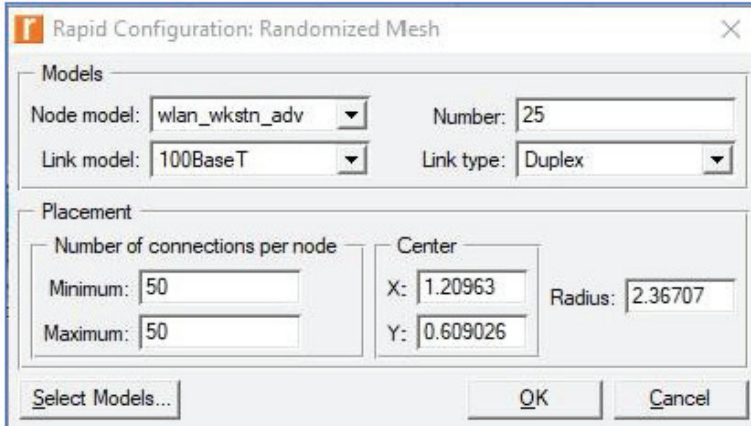 Rapid Configuration: Randomized Mesh
Models
Node model: wlan_wkstn_adv Number: 25
Link model: 100BaseT Link type: Duplex
Placement
Number of connections per node Center
Minimum: 50 X: 1.20963 Radius: 2.36707
Maximum: 50 Y: 0.609026
Select Models... OK Cancel